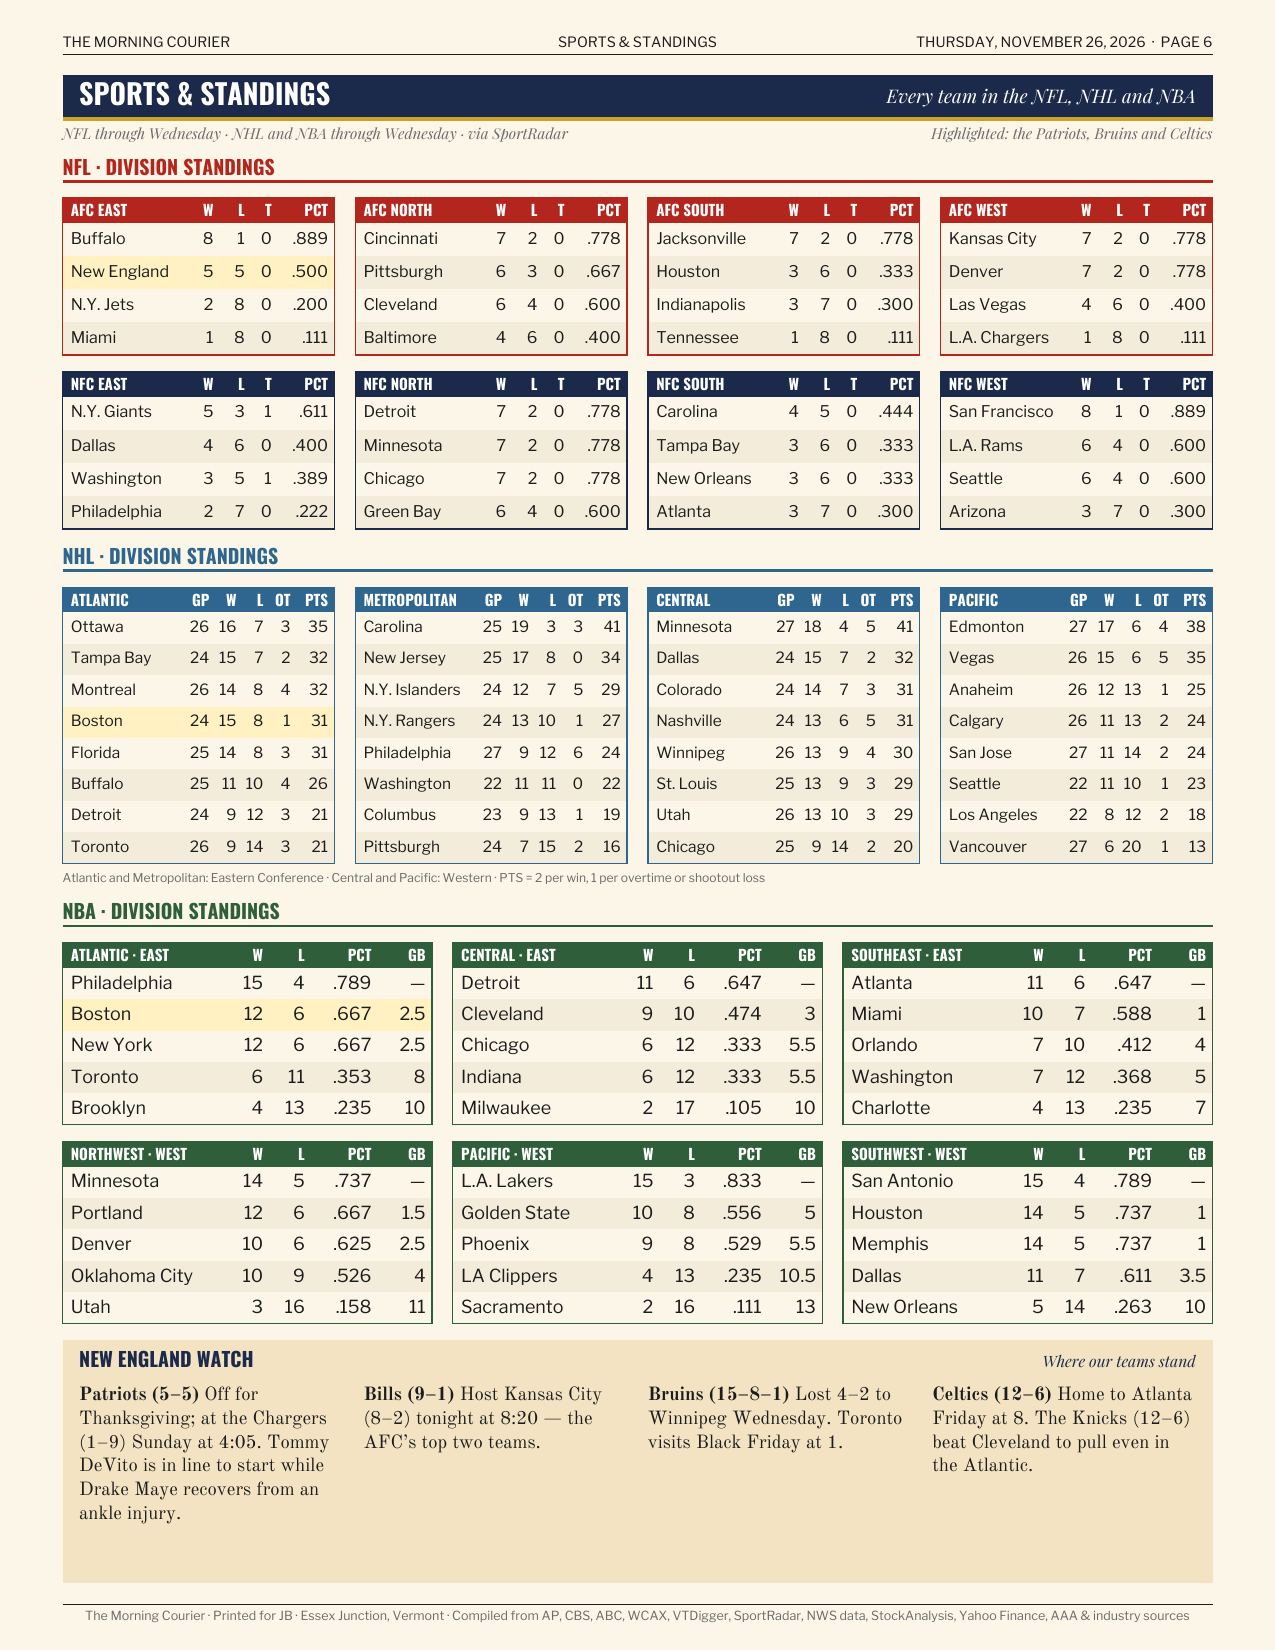 THE MORNING COURIER SPORTS & STANDINGS THURSDAY, NOVEMBER 26, 2026 · PAGE 6
SPORTS & STANDINGS Every team in the NFL, NHL and NBA
NFL through Wednesday · NHL and NBA through Wednesday · via SportRadar Highlighted: the Patriots, Bruins and Celtics
NFL · DIVISION STANDINGS
AFC EAST W L T PCT
Buffalo 8 1 0 .889
New England 5 5 0 .500
N.Y. Jets 2 8 0 .200
Miami 1 8 0 .111
AFC NORTH W L T PCT
Cincinnati 7 2 0 .778
Pittsburgh 6 3 0 .667
Cleveland 6 4 0 .600
Baltimore 4 6 0 .400
AFC SOUTH W L T PCT
Jacksonville 7 2 0 .778
Houston 3 6 0 .333
Indianapolis 3 7 0 .300
Tennessee 1 8 0 .111
AFC WEST W L T PCT
Kansas City 7 2 0 .778
Denver 7 2 0 .778
Las Vegas 4 6 0 .400
L.A. Chargers 1 8 0 .111
NFC EAST W L T PCT
N.Y. Giants 5 3 1 .611
Dallas 4 6 0 .400
Washington 3 5 1 .389
Philadelphia 2 7 0 .222
NFC NORTH W L T PCT
Detroit 7 2 0 .778
Minnesota 7 2 0 .778
Chicago 7 2 0 .778
Green Bay 6 4 0 .600
NFC SOUTH W L T PCT
Carolina 4 5 0 .444
Tampa Bay 3 6 0 .333
New Orleans 3 6 0 .333
Atlanta 3 7 0 .300
NFC WEST W L T PCT
San Francisco 8 1 0 .889
L.A. Rams 6 4 0 .600
Seattle 6 4 0 .600
Arizona 3 7 0 .300
NHL · DIVISION STANDINGS
ATLANTIC GP W L OT PTS
Ottawa 26 16 7 3 35
Tampa Bay 24 15 7 2 32
Montreal 26 14 8 4 32
Boston 24 15 8 1 31
Florida 25 14 8 3 31
Buffalo 25 11 10 4 26
Detroit 24 9 12 3 21
Toronto 26 9 14 3 21
METROPOLITAN GP W L OT PTS
Carolina 25 19 3 3 41
New Jersey 25 17 8 0 34
N.Y. Islanders 24 12 7 5 29
N.Y. Rangers 24 13 10 1 27
Philadelphia 27 9 12 6 24
Washington 22 11 11 0 22
Columbus 23 9 13 1 19
Pittsburgh 24 7 15 2 16
CENTRAL GP W L OT PTS
Minnesota 27 18 4 5 41
Dallas 24 15 7 2 32
Colorado 24 14 7 3 31
Nashville 24 13 6 5 31
Winnipeg 26 13 9 4 30
St. Louis 25 13 9 3 29
Utah 26 13 10 3 29
Chicago 25 9 14 2 20
PACIFIC GP W L OT PTS
Edmonton 27 17 6 4 38
Vegas 26 15 6 5 35
Anaheim 26 12 13 1 25
Calgary 26 11 13 2 24
San Jose 27 11 14 2 24
Seattle 22 11 10 1 23
Los Angeles 22 8 12 2 18
Vancouver 27 6 20 1 13
Atlantic and Metropolitan: Eastern Conference · Central and Pacific: Western · PTS = 2 per win, 1 per overtime or shootout loss
NBA · DIVISION STANDINGS
ATLANTIC · EAST W L PCT GB
Philadelphia 15 4 .789 —
Boston 12 6 .667 2.5
New York 12 6 .667 2.5
Toronto 6 11 .353 8
Brooklyn 4 13 .235 10
CENTRAL · EAST W L PCT GB
Detroit 11 6 .647 —
Cleveland 9 10 .474 3
Chicago 6 12 .333 5.5
Indiana 6 12 .333 5.5
Milwaukee 2 17 .105 10
SOUTHEAST · EAST W L PCT GB
Atlanta 11 6 .647 —
Miami 10 7 .588 1
Orlando 7 10 .412 4
Washington 7 12 .368 5
Charlotte 4 13 .235 7
NORTHWEST · WEST W L PCT GB
Minnesota 14 5 .737 —
Portland 12 6 .667 1.5
Denver 10 6 .625 2.5
Oklahoma City 10 9 .526 4
Utah 3 16 .158 11
PACIFIC · WEST W L PCT GB
L.A. Lakers 15 3 .833 —
Golden State 10 8 .556 5
Phoenix 9 8 .529 5.5
LA Clippers 4 13 .235 10.5
Sacramento 2 16 .111 13
SOUTHWEST · WEST W L PCT GB
San Antonio 15 4 .789 —
Houston 14 5 .737 1
Memphis 14 5 .737 1
Dallas 11 7 .611 3.5
New Orleans 5 14 .263 10
NEW ENGLAND WATCH Where our teams stand
Patriots (5–5) Off for
Thanksgiving; at the Chargers
(1–9) Sunday at 4:05. Tommy
DeVito is in line to start while
Drake Maye recovers from an
ankle injury.
Bills (9–1) Host Kansas City
(8–2) tonight at 8:20 — the
AFC's top two teams.
Bruins (15–8–1) Lost 4–2 to
Winnipeg Wednesday. Toronto
visits Black Friday at 1.
Celtics (12–6) Home to Atlanta
Friday at 8. The Knicks (12–6)
beat Cleveland to pull even in
the Atlantic.
The Morning Courier · Printed for JB · Essex Junction, Vermont · Compiled from AP, CBS, ABC, WCAX, VTDigger, SportRadar, NWS data, StockAnalysis, Yahoo Finance, AAA & industry sources